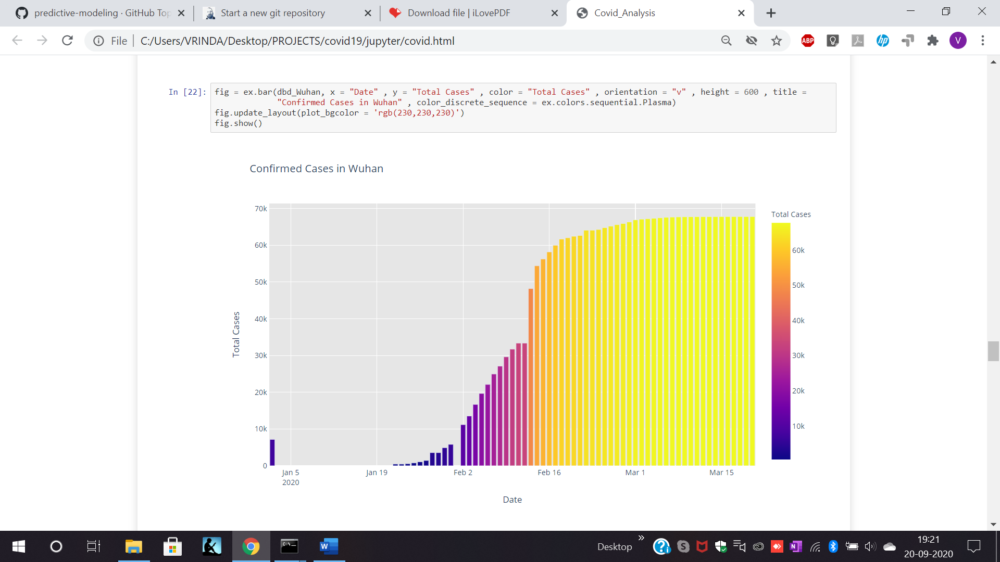 predictive-modeling · GitHub Top
Start a new git repository
Download file | iLovePDF
Covid_Analysis
File
C:/Users/VRINDA/Desktop/PROJECTS/covid19/jupyter/covid.html
ABP
hp
V
In [22]:
fig = ex.bar(dbd_Wuhan, x = "Date" , y = "Total Cases" , color = "Total Cases" , orientation = "v" , height = 600 , title =
"Confirmed Cases in Wuhan" , color_discrete_sequence = ex.colors.sequential.Plasma)
fig.update_layout(plot_bgcolor = 'rgb(230,230,230)')
fig.show()
Confirmed Cases in Wuhan
Total Cases
70k
60k
50k
40k
30k
20k
10k
0
Jan 5
2020
Jan 19
Feb 2
Feb 16
Mar 1
Mar 15
Date
Total Cases
60k
50k
40k
30k
20k
10k
C:\
W
Desktop
»
?
S
N
19:21
20-09-2020